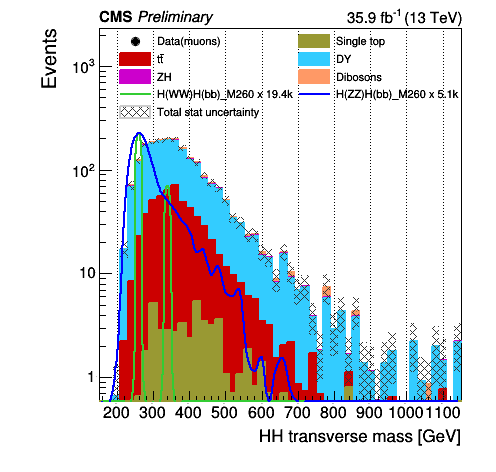 CMS Preliminary 35.9 fb⁻¹ (13 TeV)
Events
Data(muons) Single top
tt̄ DY
ZH Dibosons
H(WW)H(bb)_M260 x 19.4k H(ZZ)H(bb)_M260 x 5.1k
Total stat uncertainty
10³
10²
10
1
200 300 400 500 600 700 800 900 1000 1100
HH transverse mass [GeV]